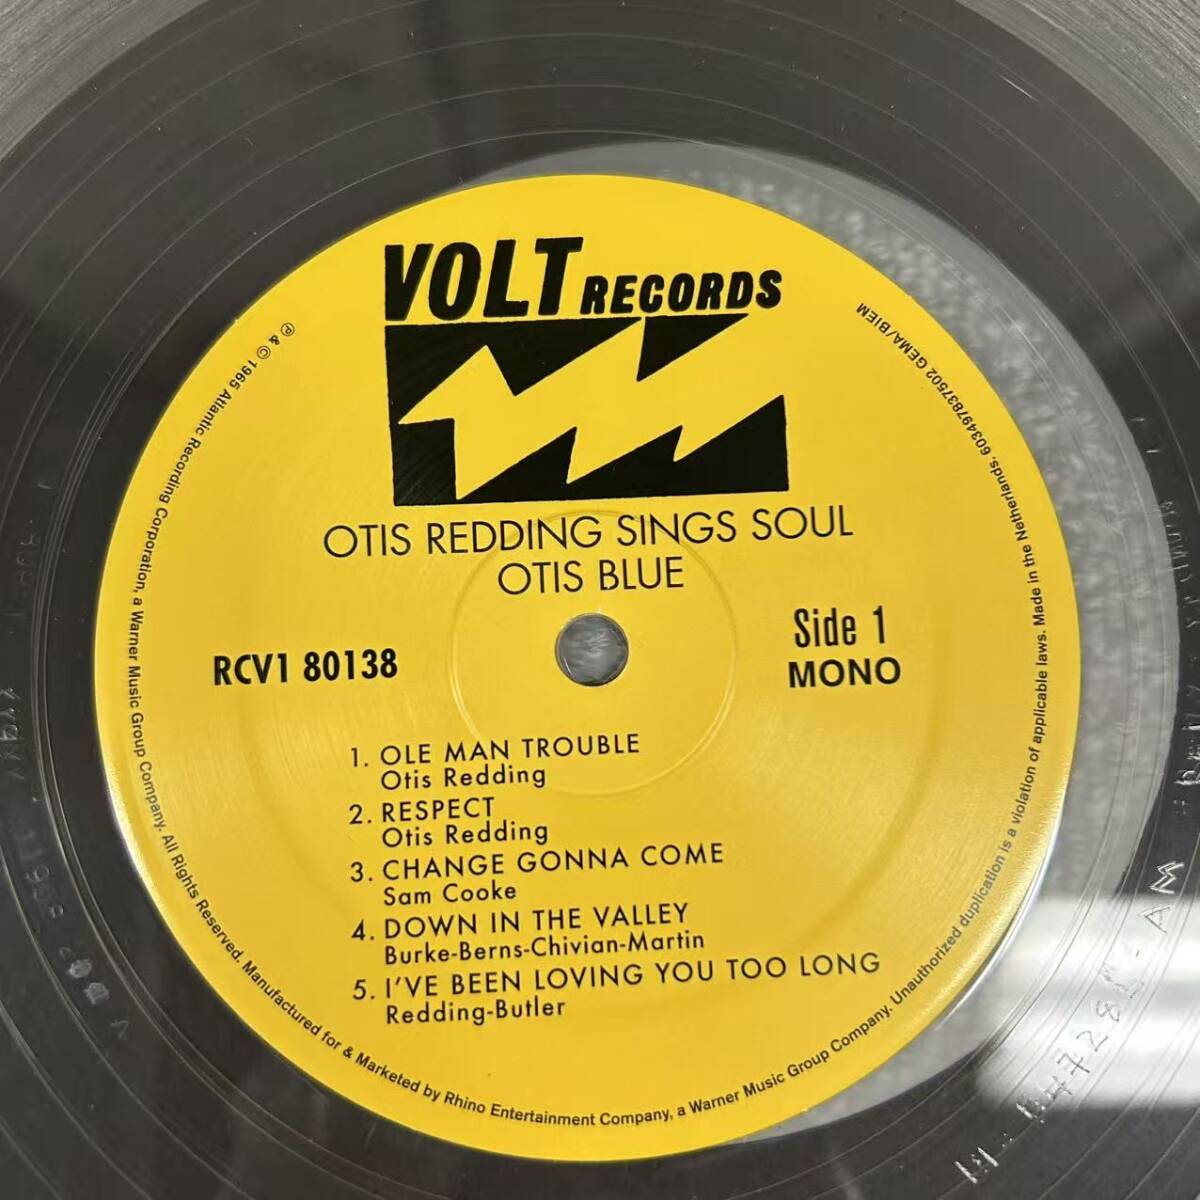 VOLT RECORDS
OTIS REDDING SINGS SOUL
OTIS BLUE
RCV1 80138
Side 1
MONO
1. OLE MAN TROUBLE
Otis Redding
2. RESPECT
Otis Redding
3. CHANGE GONNA COME
Sam Cooke
4. DOWN IN THE VALLEY
Burke-Berns-Chivian-Martin
5. I'VE BEEN LOVING YOU TOO LONG
Redding-Butler
℗ & © 1965 Atlantic Recording Corporation, a Warner Music Group Company. All Rights Reserved. Manufactured for & Marketed by Rhino Entertainment Company, a Warner Music Group Company. Unauthorized duplication is a violation of applicable laws. Made in the Netherlands. 603497837502 GEMA/BIEM